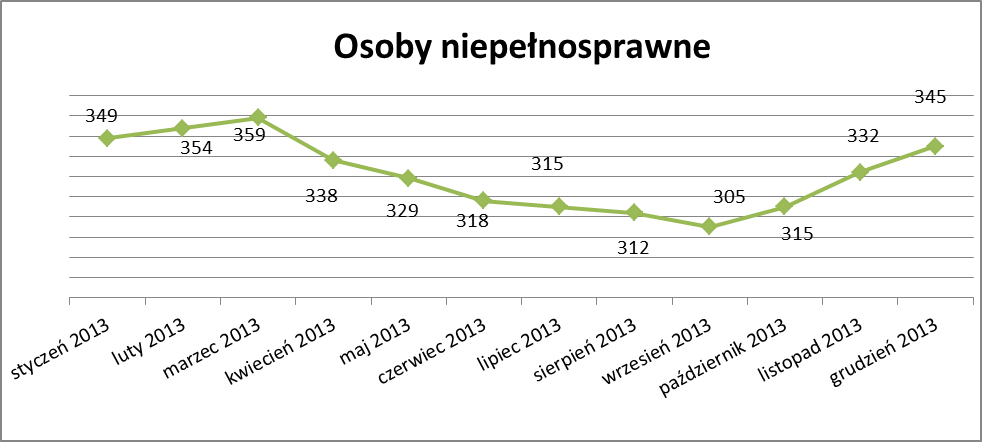 Osoby niepełnosprawne
349
354
359
338
329
318
315
312
305
315
332
345
styczeń 2013
luty 2013
marzec 2013
kwiecień 2013
maj 2013
czerwiec 2013
lipiec 2013
sierpień 2013
wrzesień 2013
październik 2013
listopad 2013
grudzień 2013